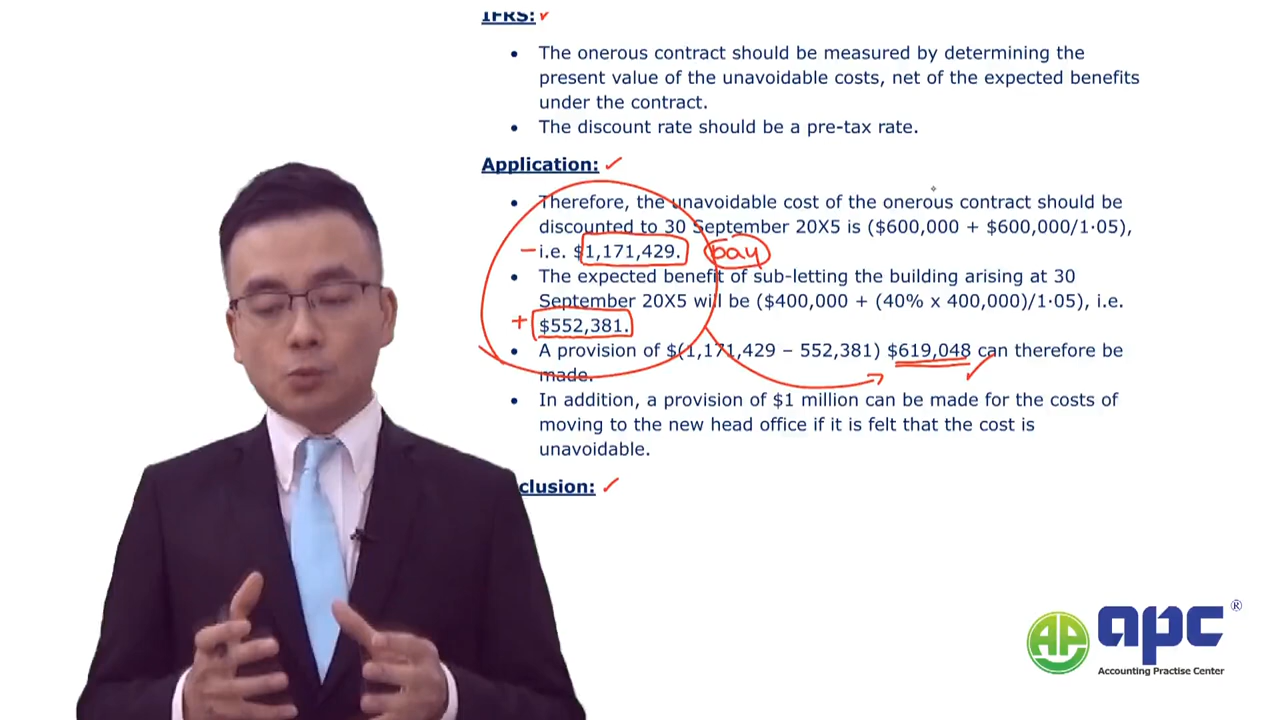 IFRS:
• The onerous contract should be measured by determining the
present value of the unavoidable costs, net of the expected benefits
under the contract.
• The discount rate should be a pre-tax rate.
Application:
• Therefore, the unavoidable cost of the onerous contract should be
discounted to 30 September 20X5 is ($600,000 + $600,000/1·05),
– i.e. $1,171,429. pay
• The expected benefit of sub-letting the building arising at 30
September 20X5 will be ($400,000 + (40% x 400,000)/1·05), i.e.
+ $552,381.
• A provision of $(1,171,429 – 552,381) $619,048 can therefore be
made.
• In addition, a provision of $1 million can be made for the costs of
moving to the new head office if it is felt that the cost is
unavoidable.
clusion:
AP apc®
Accounting Practise Center